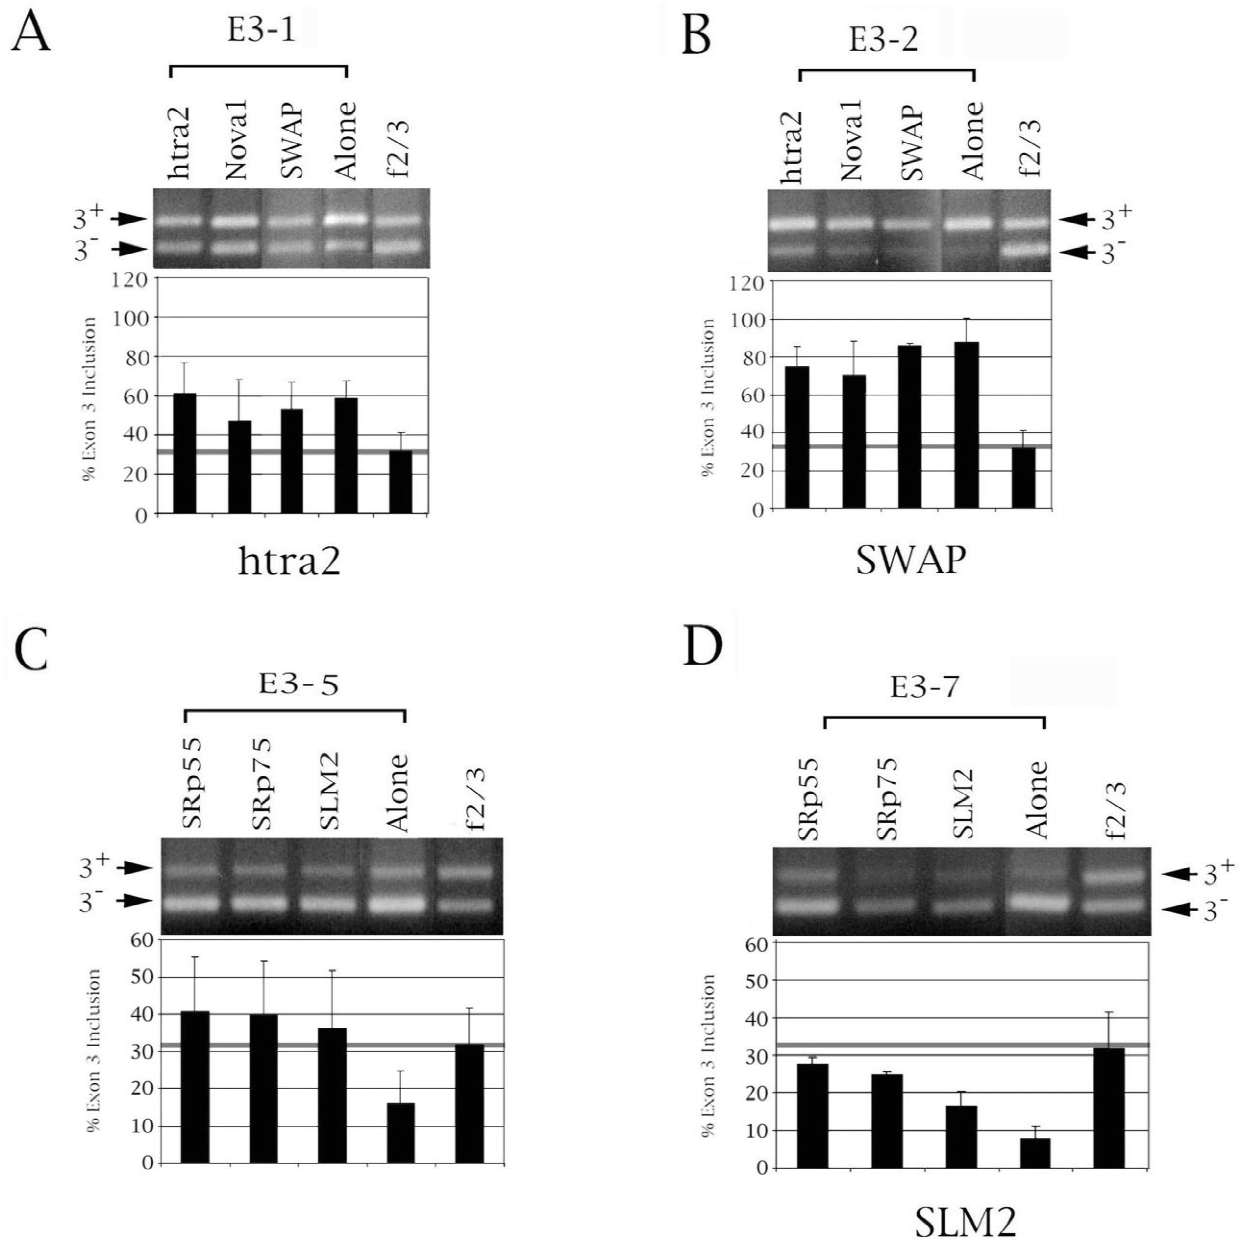 A
E3-1
htra2
Nova1
SWAP
Alone
f2/3
3+
3-
120
100
80
60
40
20
0
% Exon 3 Inclusion
htra2
B
E3-2
htra2
Nova1
SWAP
Alone
f2/3
3+
3-
120
100
80
60
40
20
0
% Exon 3 Inclusion
SWAP
C
E3-5
SRp55
SRp75
SLM2
Alone
f2/3
3+
3-
60
50
40
30
20
10
0
% Exon 3 Inclusion
D
E3-7
SRp55
SRp75
SLM2
Alone
f2/3
3+
3-
60
50
40
30
20
10
0
% Exon 3 Inclusion
SLM2